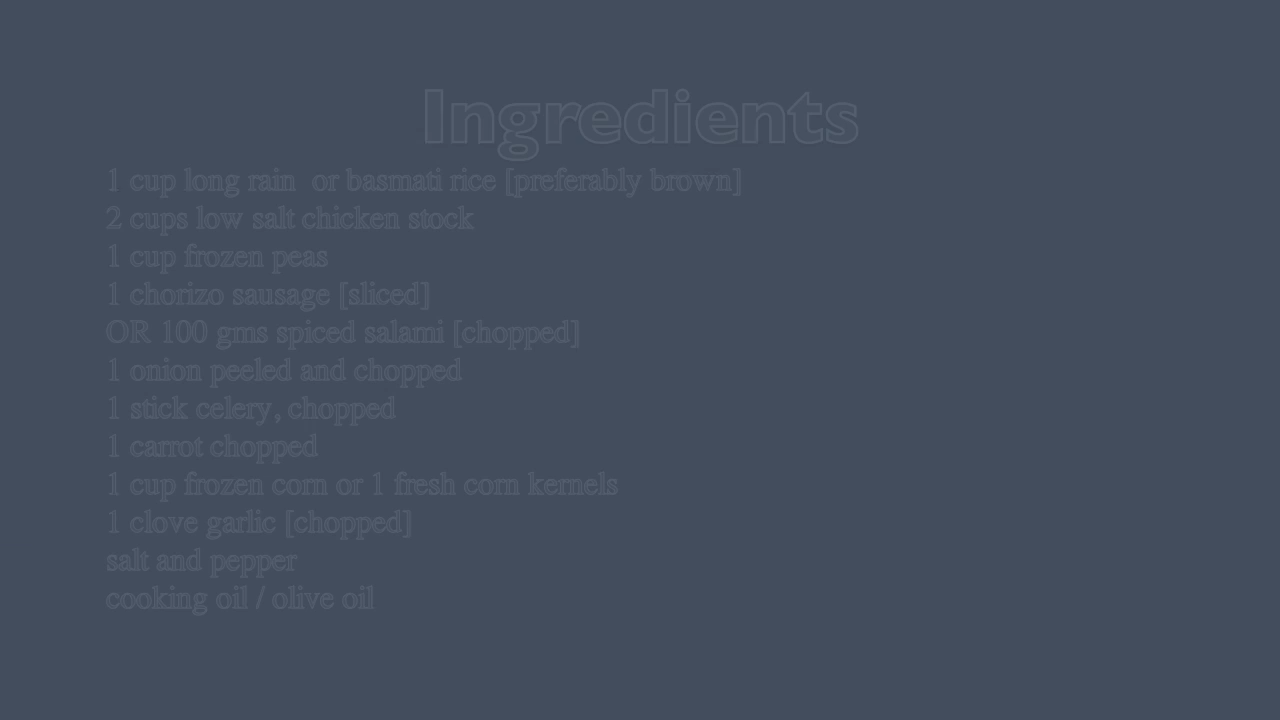 Ingredients
1 cup long rain  or basmati rice [preferably brown]
2 cups low salt chicken stock
1 cup frozen peas
1 chorizo sausage [sliced]
OR 100 gms spiced salami [chopped]
1 onion peeled and chopped
1 stick celery, chopped
1 carrot chopped
1 cup frozen corn or 1 fresh corn kernels
1 clove garlic [chopped]
salt and pepper
cooking oil / olive oil